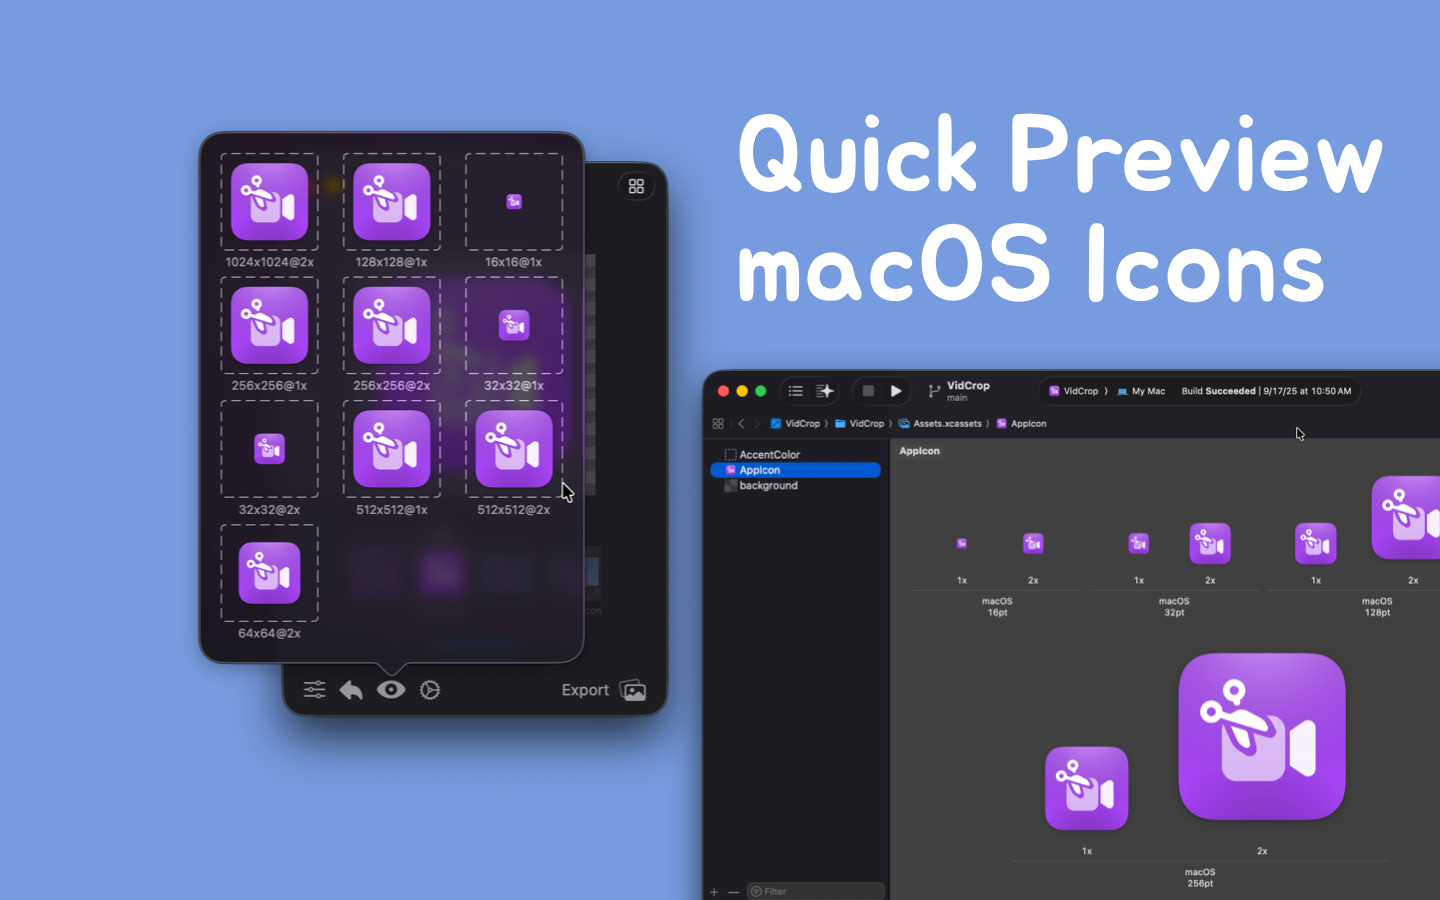 Quick Preview
macOS Icons
1024x1024@2x
128x128@1x
16x16@1x
256x256@1x
256x256@2x
32x32@1x
32x32@2x
512x512@1x
512x512@2x
64x64@2x
Export
VidCrop
main
VidCrop ⟩ My Mac
Build Succeeded | 9/17/25 at 10:50 AM
VidCrop ⟩ VidCrop ⟩ Assets.xcassets ⟩ AppIcon
AccentColor
AppIcon
background
AppIcon
1x 2x
macOS
16pt
1x 2x
macOS
32pt
1x 2x
macOS
128pt
1x 2x
macOS
256pt
Filter